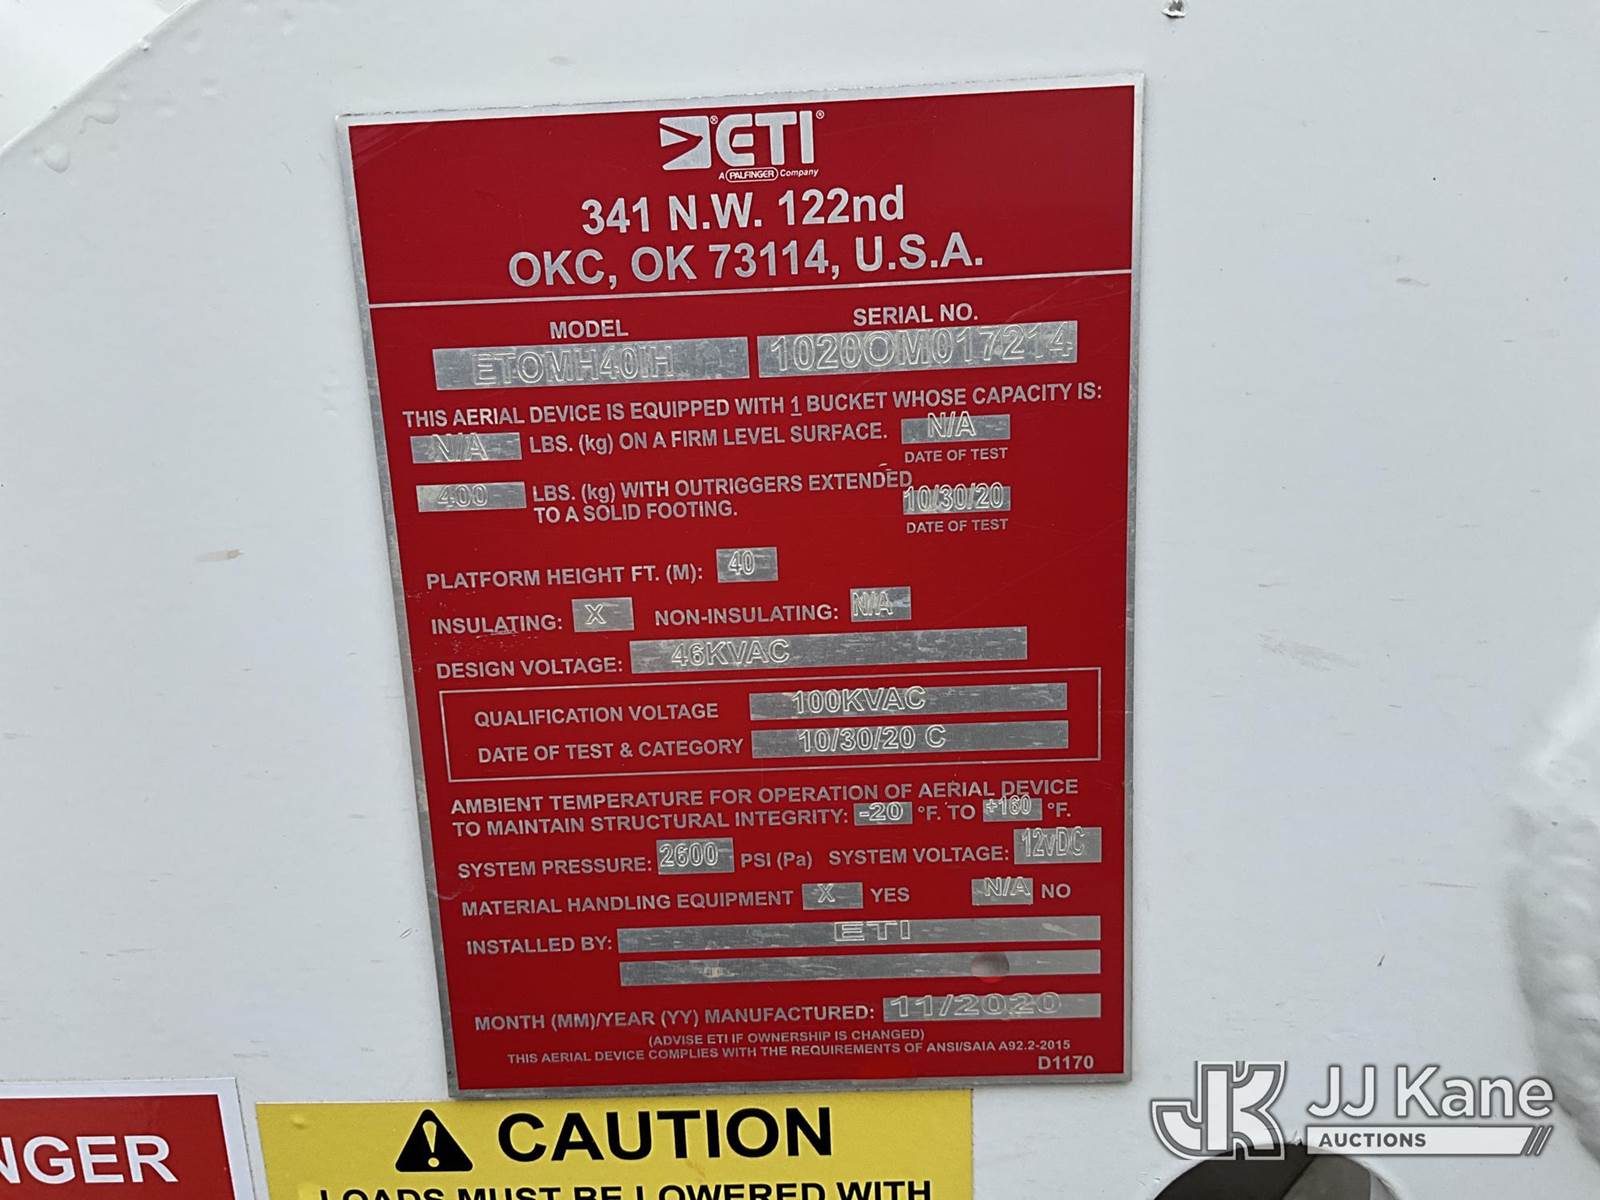 ETI®
A PALFINGER Company
341 N.W. 122nd
OKC, OK 73114, U.S.A.
MODEL SERIAL NO.
ETOMH40IH 1020OM017214
THIS AERIAL DEVICE IS EQUIPPED WITH 1 BUCKET WHOSE CAPACITY IS:
N/A LBS. (kg) ON A FIRM LEVEL SURFACE. N/A
DATE OF TEST
400 LBS. (kg) WITH OUTRIGGERS EXTENDED
TO A SOLID FOOTING. 10/30/20
DATE OF TEST
PLATFORM HEIGHT FT. (M): 40
INSULATING: X NON-INSULATING: N/A
DESIGN VOLTAGE: 46KVAC
QUALIFICATION VOLTAGE 100KVAC
DATE OF TEST & CATEGORY 10/30/20 C
AMBIENT TEMPERATURE FOR OPERATION OF AERIAL DEVICE
TO MAINTAIN STRUCTURAL INTEGRITY: -20 °F. TO +160 °F.
SYSTEM PRESSURE: 2600 PSI (Pa) SYSTEM VOLTAGE: 12vDC
MATERIAL HANDLING EQUIPMENT X YES N/A NO
INSTALLED BY: ETI
MONTH (MM)/YEAR (YY) MANUFACTURED: 11/2020
(ADVISE ETI IF OWNERSHIP IS CHANGED)
THIS AERIAL DEVICE COMPLIES WITH THE REQUIREMENTS OF ANSI/SAIA A92.2-2015
D1170
NGER
CAUTION
LOADS MUST BE LOWERED WITH
JK JJ Kane
AUCTIONS